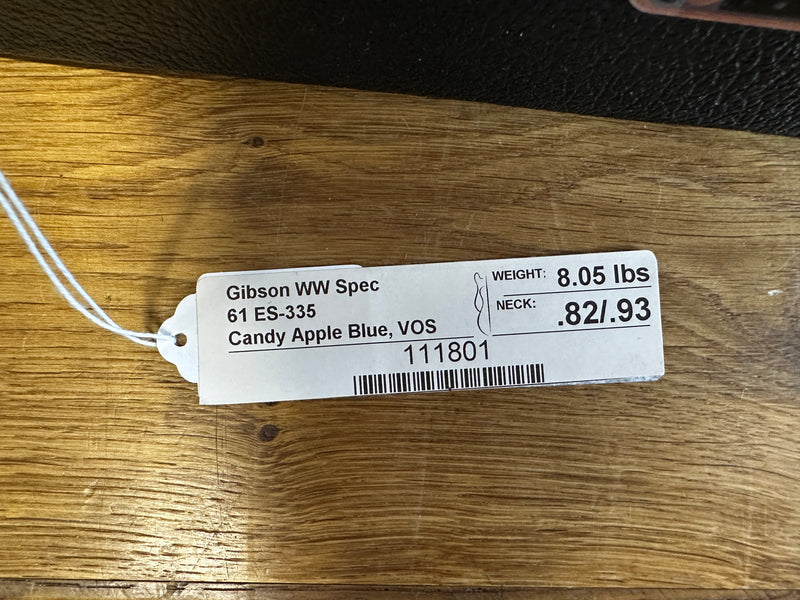 Gibson WW Spec
61 ES-335
Candy Apple Blue, VOS
WEIGHT: 8.05 lbs
NECK: .82/.93
111801